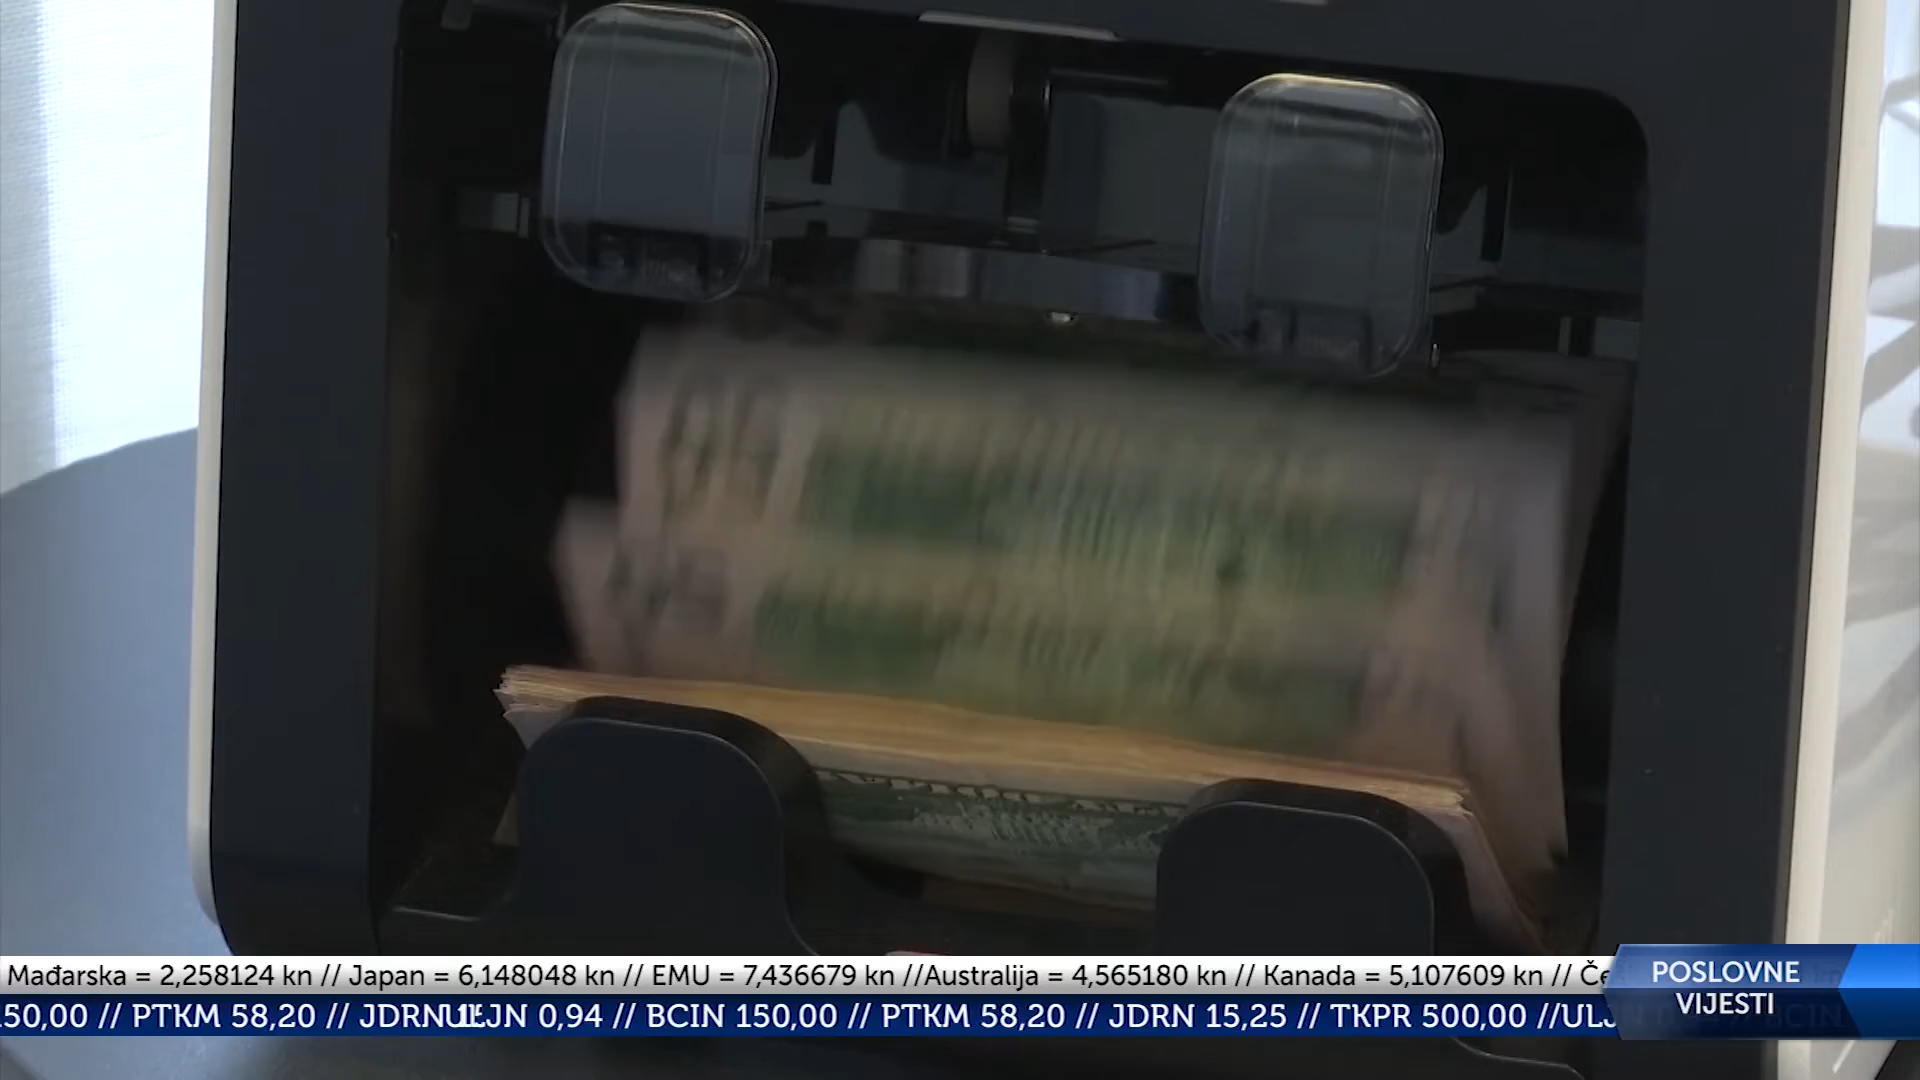 Mađarska = 2,258124 kn // Japan = 6,148048 kn // EMU = 7,436679 kn //Australija = 4,565180 kn // Kanada = 5,107609 kn //
POSLOVNE
VIJESTI
150,00 // PTKM 58,20 // JDRN ULJN 0,94 // BCIN 150,00 // PTKM 58,20 // JDRN 15,25 // TKPR 500,00 //ULJ